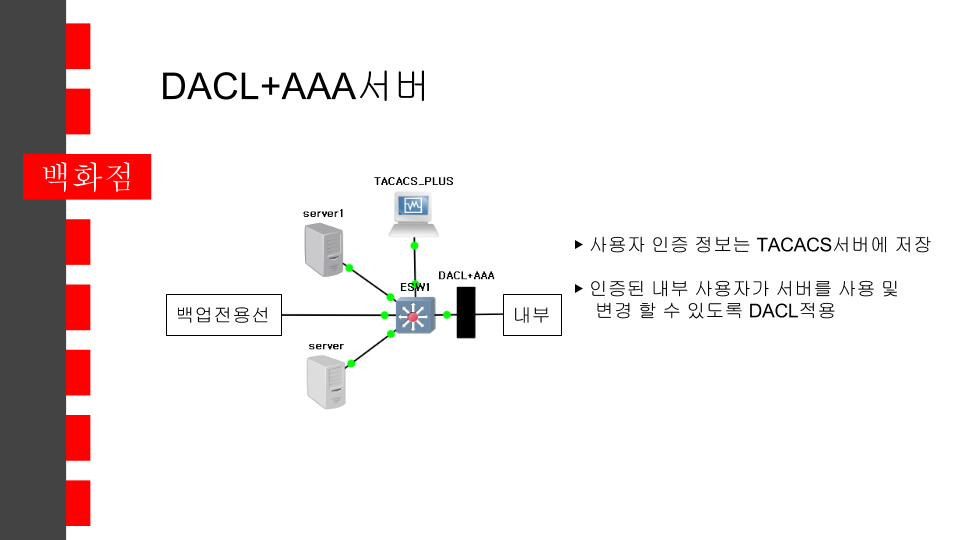 DACL+AAA서버
백화점
TACACS_PLUS
server1
DACL+AAA
ESW1
백업전용선
내부
server
▶ 사용자 인증 정보는 TACACS서버에 저장
▶ 인증된 내부 사용자가 서버를 사용 및
변경 할 수 있도록 DACL적용